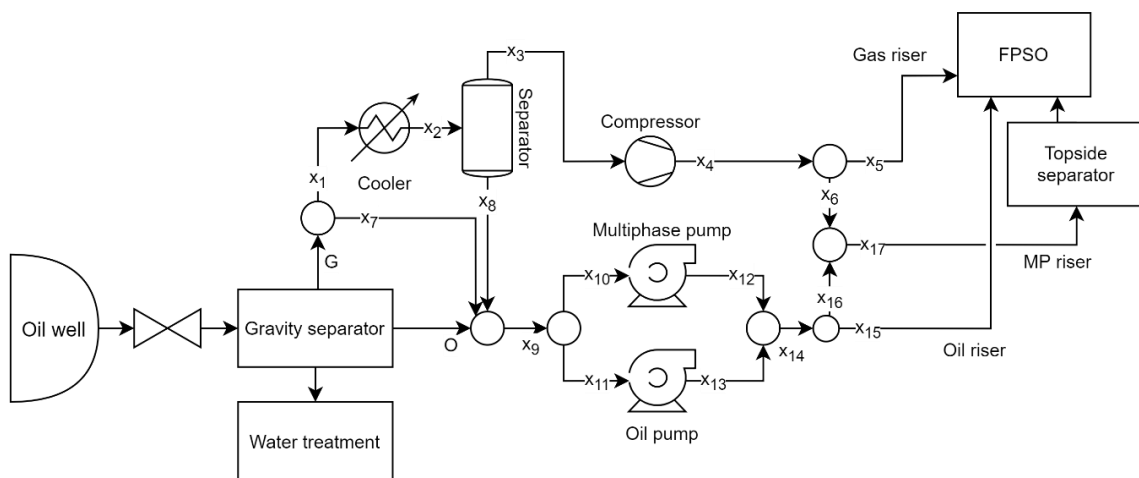 x3
Gas riser
FPSO
Separator
Compressor
x2
x4
x5
Topside
separator
x1
Cooler
x8
x6
x7
Multiphase pump
G
x17
MP riser
x10
x12
x16
Oil well
Gravity separator
O
x9
x14
x15
Oil riser
x11
x13
Oil pump
Water treatment